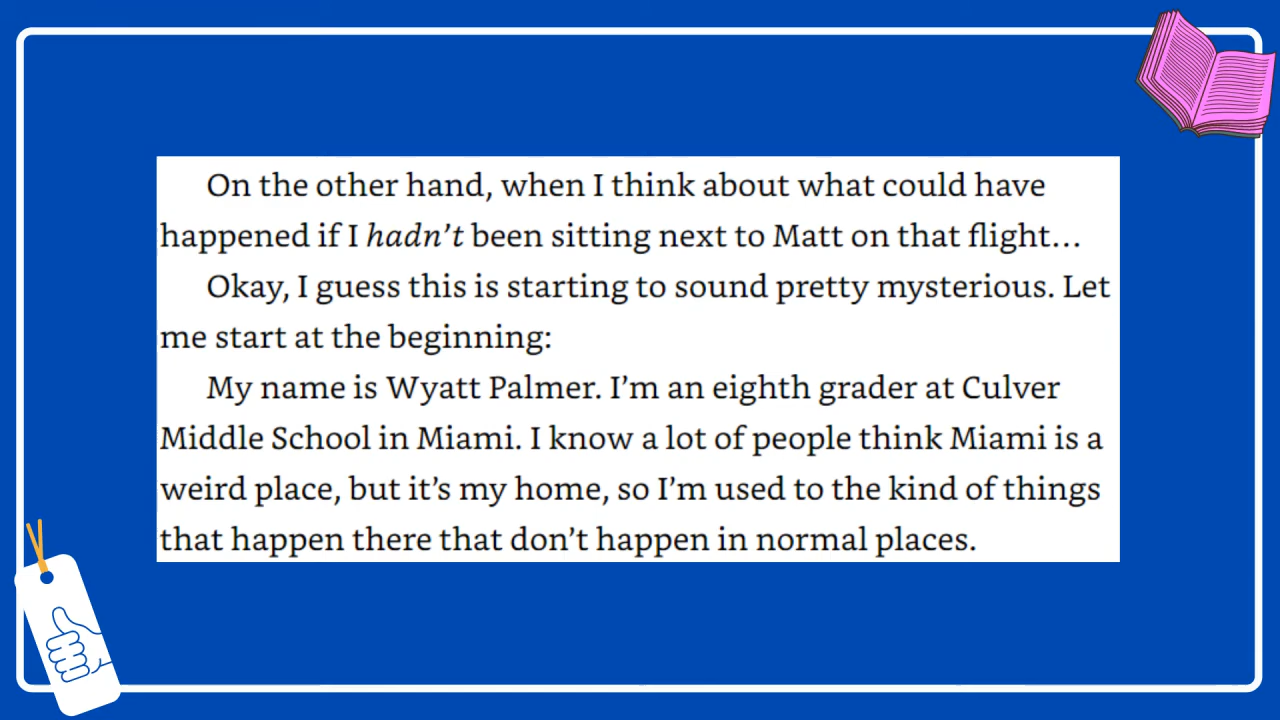 On the other hand, when I think about what could have
happened if I hadn’t been sitting next to Matt on that flight…
Okay, I guess this is starting to sound pretty mysterious. Let
me start at the beginning:
My name is Wyatt Palmer. I’m an eighth grader at Culver
Middle School in Miami. I know a lot of people think Miami is a
weird place, but it’s my home, so I’m used to the kind of things
that happen there that don’t happen in normal places.